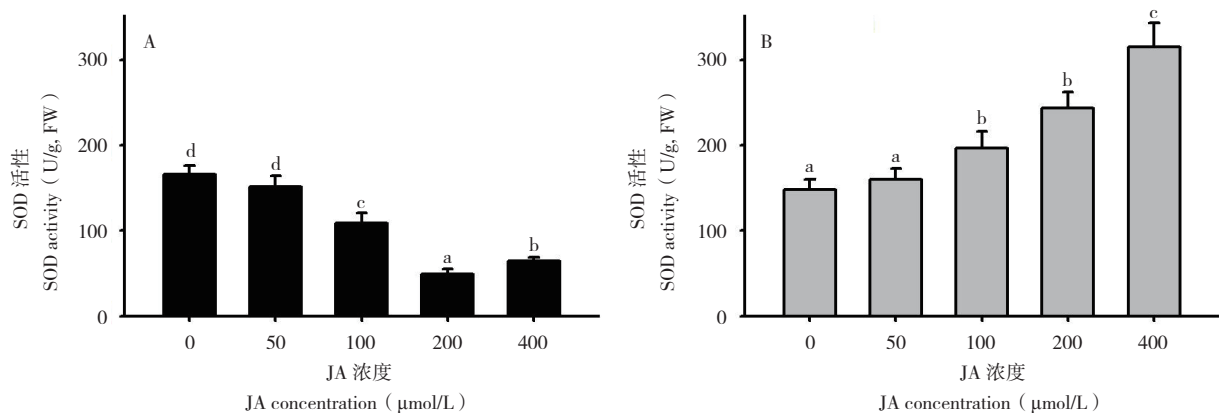 A
SOD 活性
SOD activity（U/g, FW）
300
200
100
0
d
d
c
a
b
0
50
100
200
400
JA 浓度
JA concentration（μmol/L）
B
SOD 活性
SOD activity（U/g, FW）
300
200
100
0
a
a
b
b
c
0
50
100
200
400
JA 浓度
JA concentration（μmol/L）